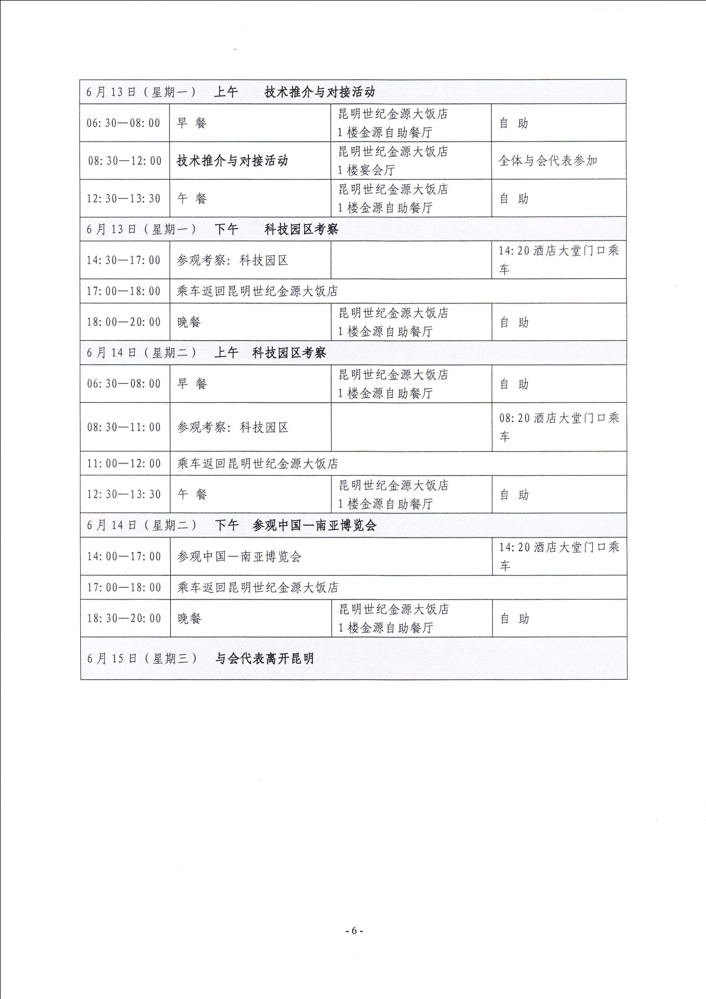 6月13日（星期一） 上午 技术推介与对接活动
06:30—08:00 早 餐 昆明世纪金源大饭店 自 助
1楼金源自助餐厅
08:30—12:00 技术推介与对接活动 昆明世纪金源大饭店 全体与会代表参加
1楼宴会厅
12:30—13:30 午 餐 昆明世纪金源大饭店 自 助
1楼金源自助餐厅
6月13日（星期一） 下午 科技园区考察
14:30—17:00 参观考察：科技园区 14:20酒店大堂门口乘
车
17:00—18:00 乘车返回昆明世纪金源大饭店
18:00—20:00 晚餐 昆明世纪金源大饭店 自 助
1楼金源自助餐厅
6月14日（星期二） 上午 科技园区考察
06:30—08:00 早 餐 昆明世纪金源大饭店 自 助
1楼金源自助餐厅
08:30—11:00 参观考察：科技园区 08:20酒店大堂门口乘
车
11:00—12:00 乘车返回昆明世纪金源大饭店
12:30—13:30 午 餐 昆明世纪金源大饭店 自 助
1楼金源自助餐厅
6月14日（星期二） 下午 参观中国—南亚博览会
14:00—17:00 参观中国—南亚博览会 14:20酒店大堂门口乘
车
17:00—18:00 乘车返回昆明世纪金源大饭店
18:30—20:00 晚餐 昆明世纪金源大饭店 自 助
1楼金源自助餐厅
6月15日（星期三） 与会代表离开昆明
- 6 -